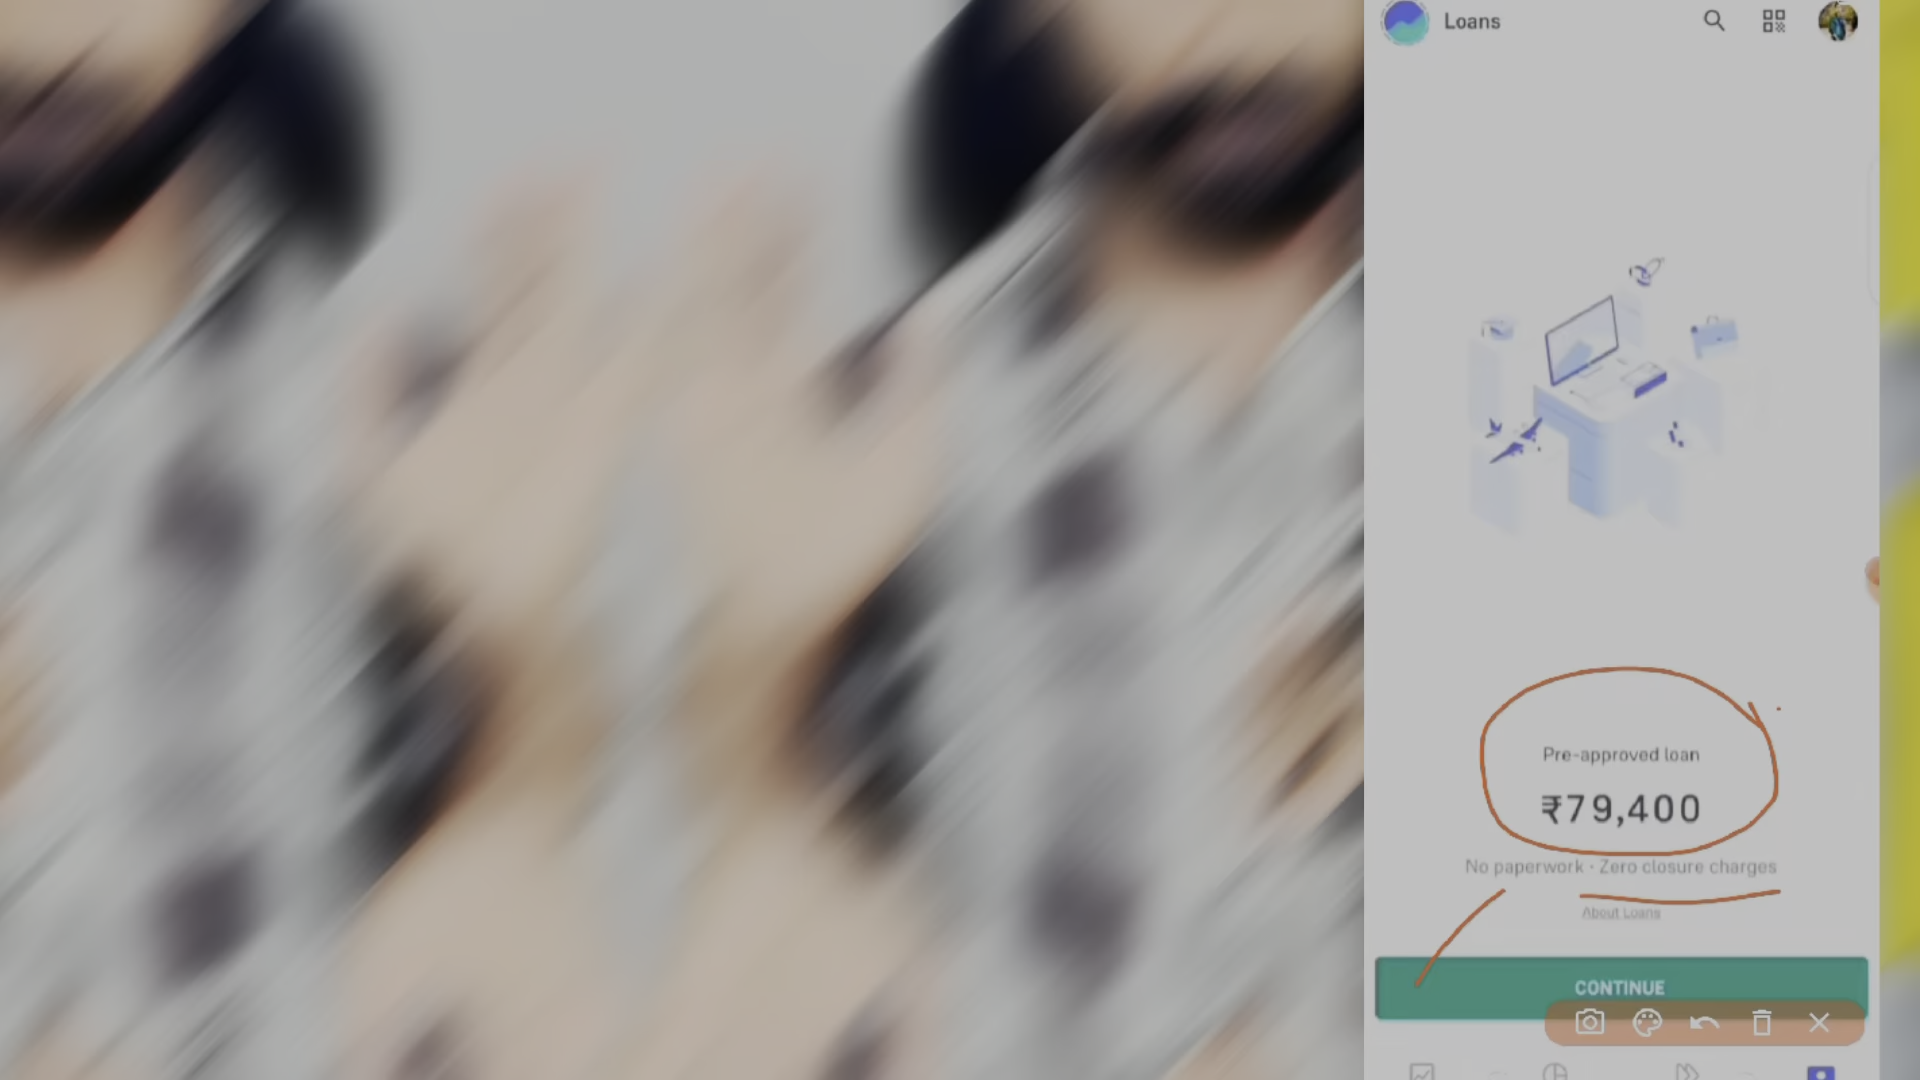 Loans
Pre-approved loan
₹79,400
No paperwork · Zero closure charges
About Loans
CONTINUE